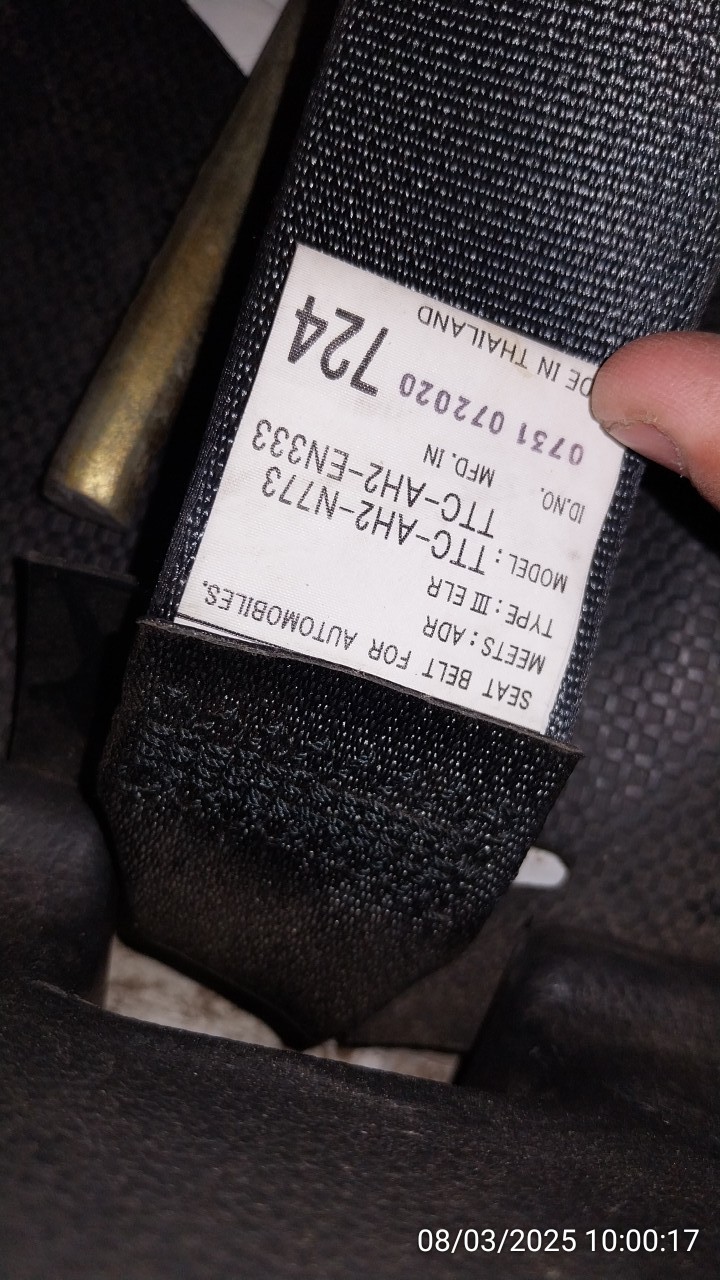 SEAT BELT FOR AUTOMOBILES.
MEETS : ADR
TYPE : III ELR
MODEL : TTC-AH2-N773
TTC-AH2-EN333
ID.NO. MFD. IN
0731 072020 724
DE IN THAILAND
08/03/2025 10:00:17